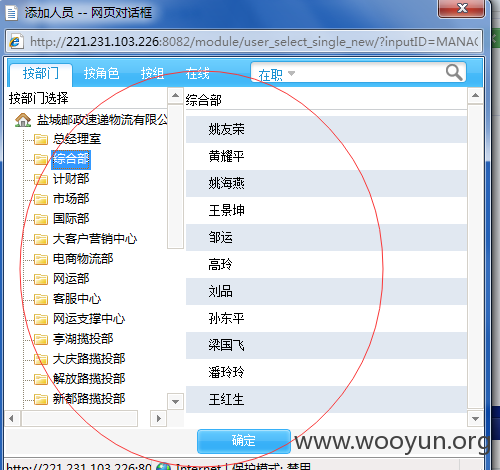 添加人员 -- 网页对话框
http://221.231.103.226:8082/module/user_select_single_new/?inputID=MANAG
按部门 按角色 按组 在线 在职
按部门选择
盐城邮政速递物流有限公
总经理室
综合部
计财部
市场部
国际部
大客户营销中心
电商物流部
网运部
客服中心
网运支撑中心
亭湖揽投部
大庆路揽投部
解放路揽投部
新都路揽投部
综合部
姚友荣
黄耀平
姚海燕
王景坤
邹运
高玲
刘品
孙东平
梁国飞
潘玲玲
王红生
确定
www.wooyun.org
http://221.231.103.226:80 Internet | 保护模式: 禁用